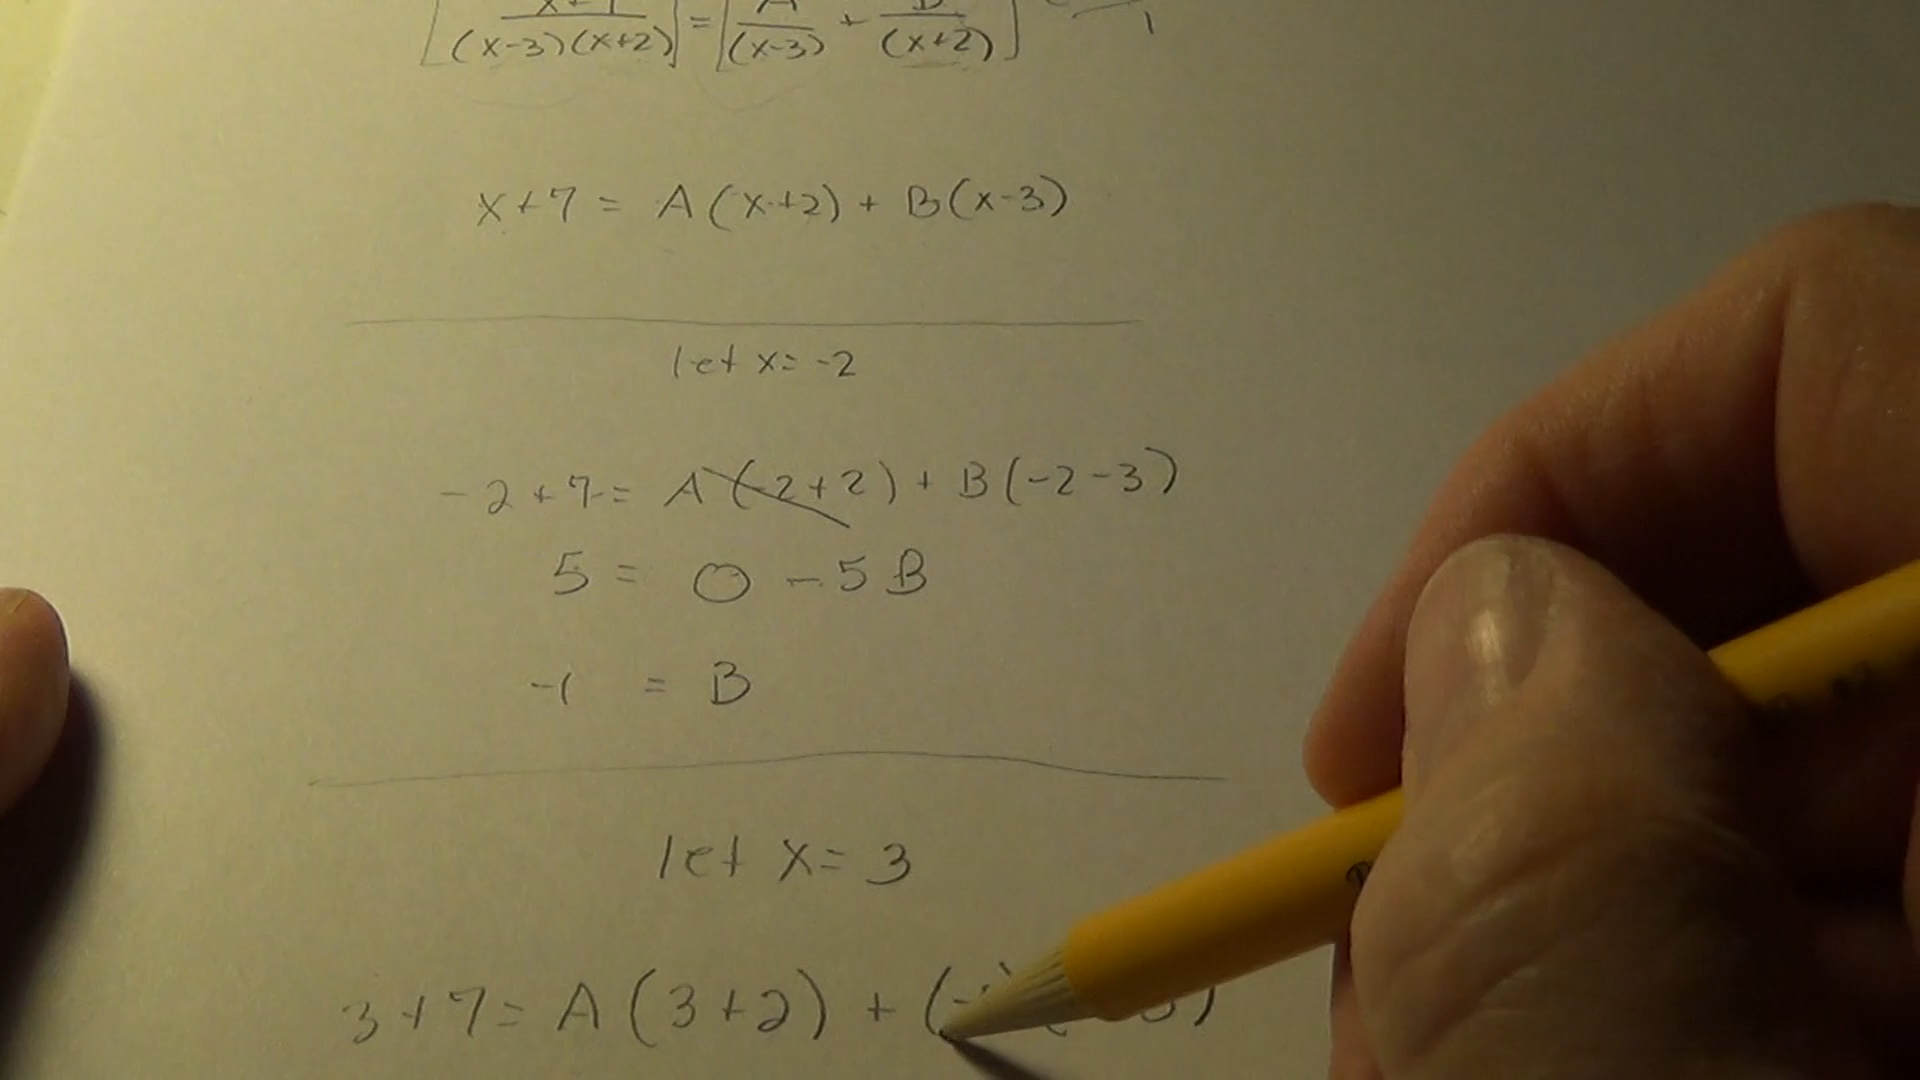 (x-3)(x+2) = (x-3) + (x+2)
x+7 = A(x+2) + B(x-3)
let x = -2
-2+7 = A(-2+2) + B(-2-3)
5 = 0 - 5B
-1 = B
let x = 3
3+7 = A(3+2) + (